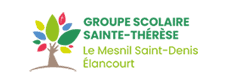 GROUPE SCOLAIRE
SAINTE-THÉRÈSE
Le Mesnil Saint-Denis
Élancourt